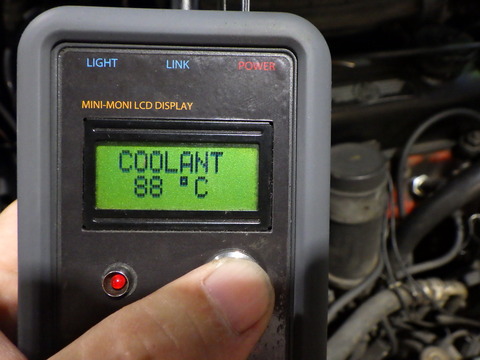 LIGHT LINK POWER
MINI-MONI LCD DISPLAY
COOLANT
88 °C